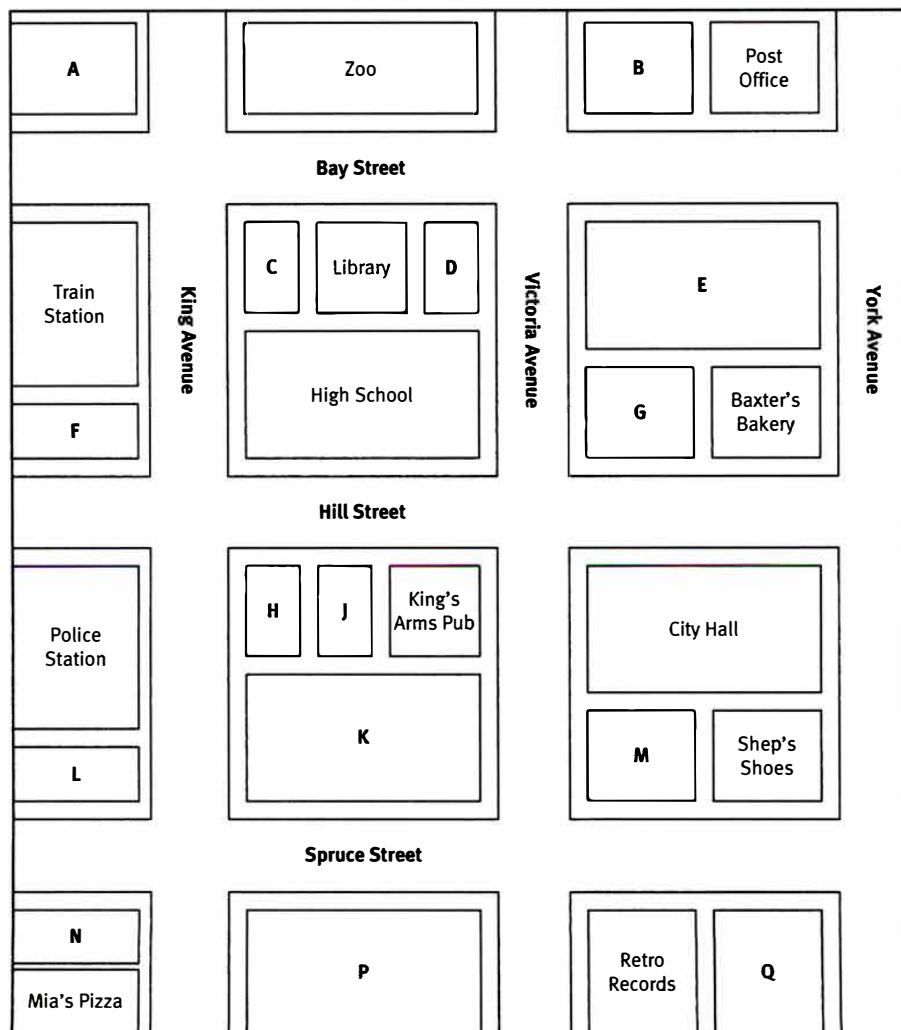 A
Zoo
B
Post
Office
Bay Street
Train
Station
King Avenue
C
Library
D
Victoria Avenue
E
York Avenue
F
High School
G
Baxter's
Bakery
Hill Street
Police
Station
H
J
King's
Arms Pub
City Hall
L
K
M
Shep's
Shoes
Spruce Street
N
Mia's Pizza
P
Retro
Records
Q